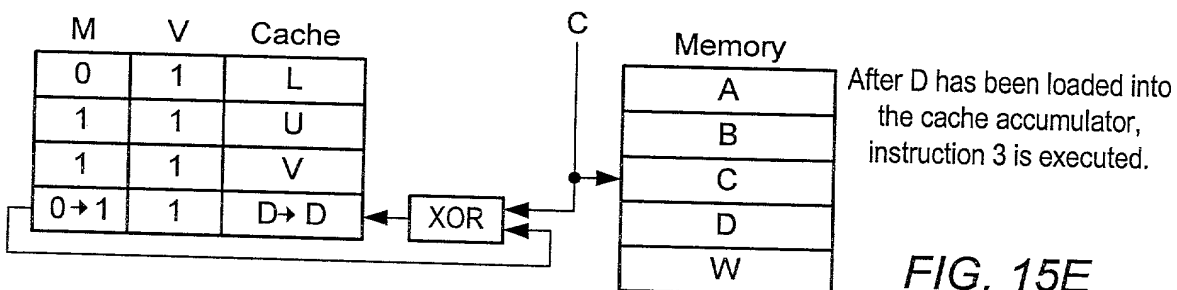 M V Cache
0 1 L
1 1 U
1 1 V
0→1 1 D→D
XOR
C
Memory
A
B
C
D
W
After D has been loaded into
the cache accumulator,
instruction 3 is executed.
FIG. 15E